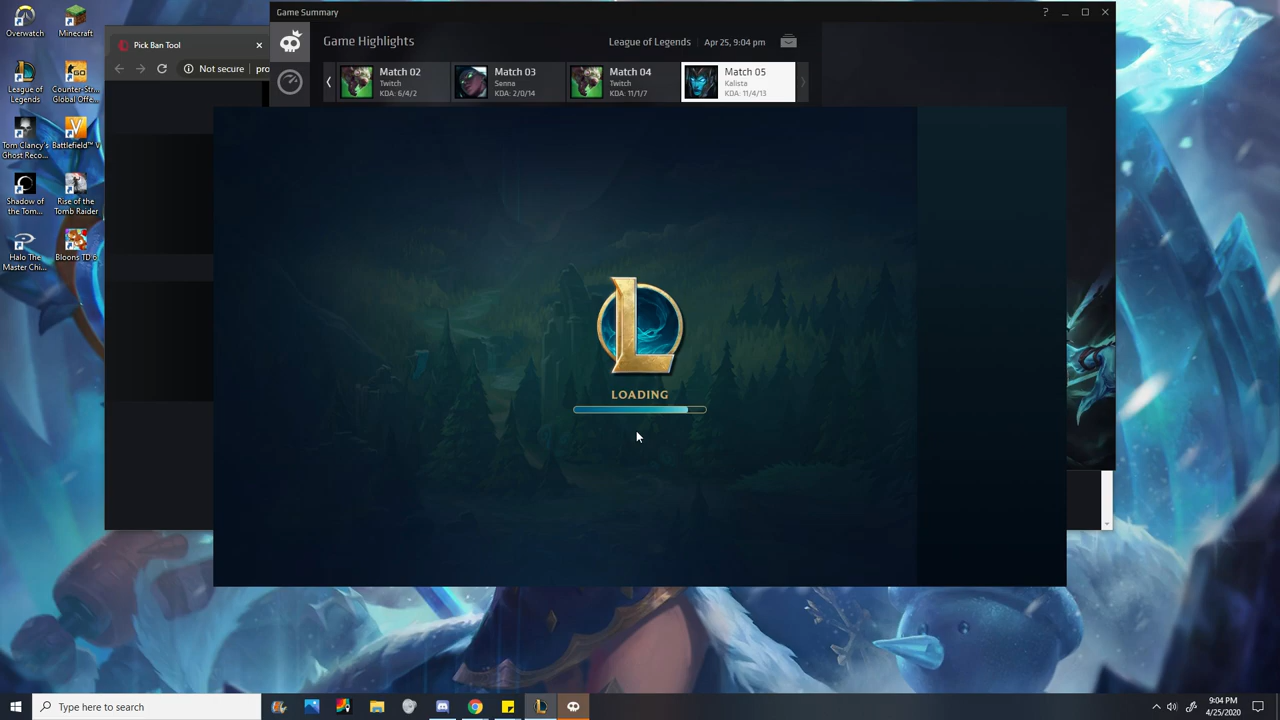 Overwatch
Minecraft
League of
Legends
Counter-Str...
Global Offe...
Tom Clancy's
Ghost Reco...
Battlefield™ V
Shadow of
the Tom...
Rise of the
Tomb Raider
Halo The
Master Chi...
Bloons TD 6
Pick Ban Tool
Not secure
pro
Game Summary
Game Highlights
League of Legends
Apr 25, 9:04 pm
Match 02
Twitch
KDA: 6/4/2
Match 03
Senna
KDA: 2/0/14
Match 04
Twitch
KDA: 11/1/7
Match 05
Kalista
KDA: 11/4/13
LOADING
Type here to search
9:04 PM
4/25/2020